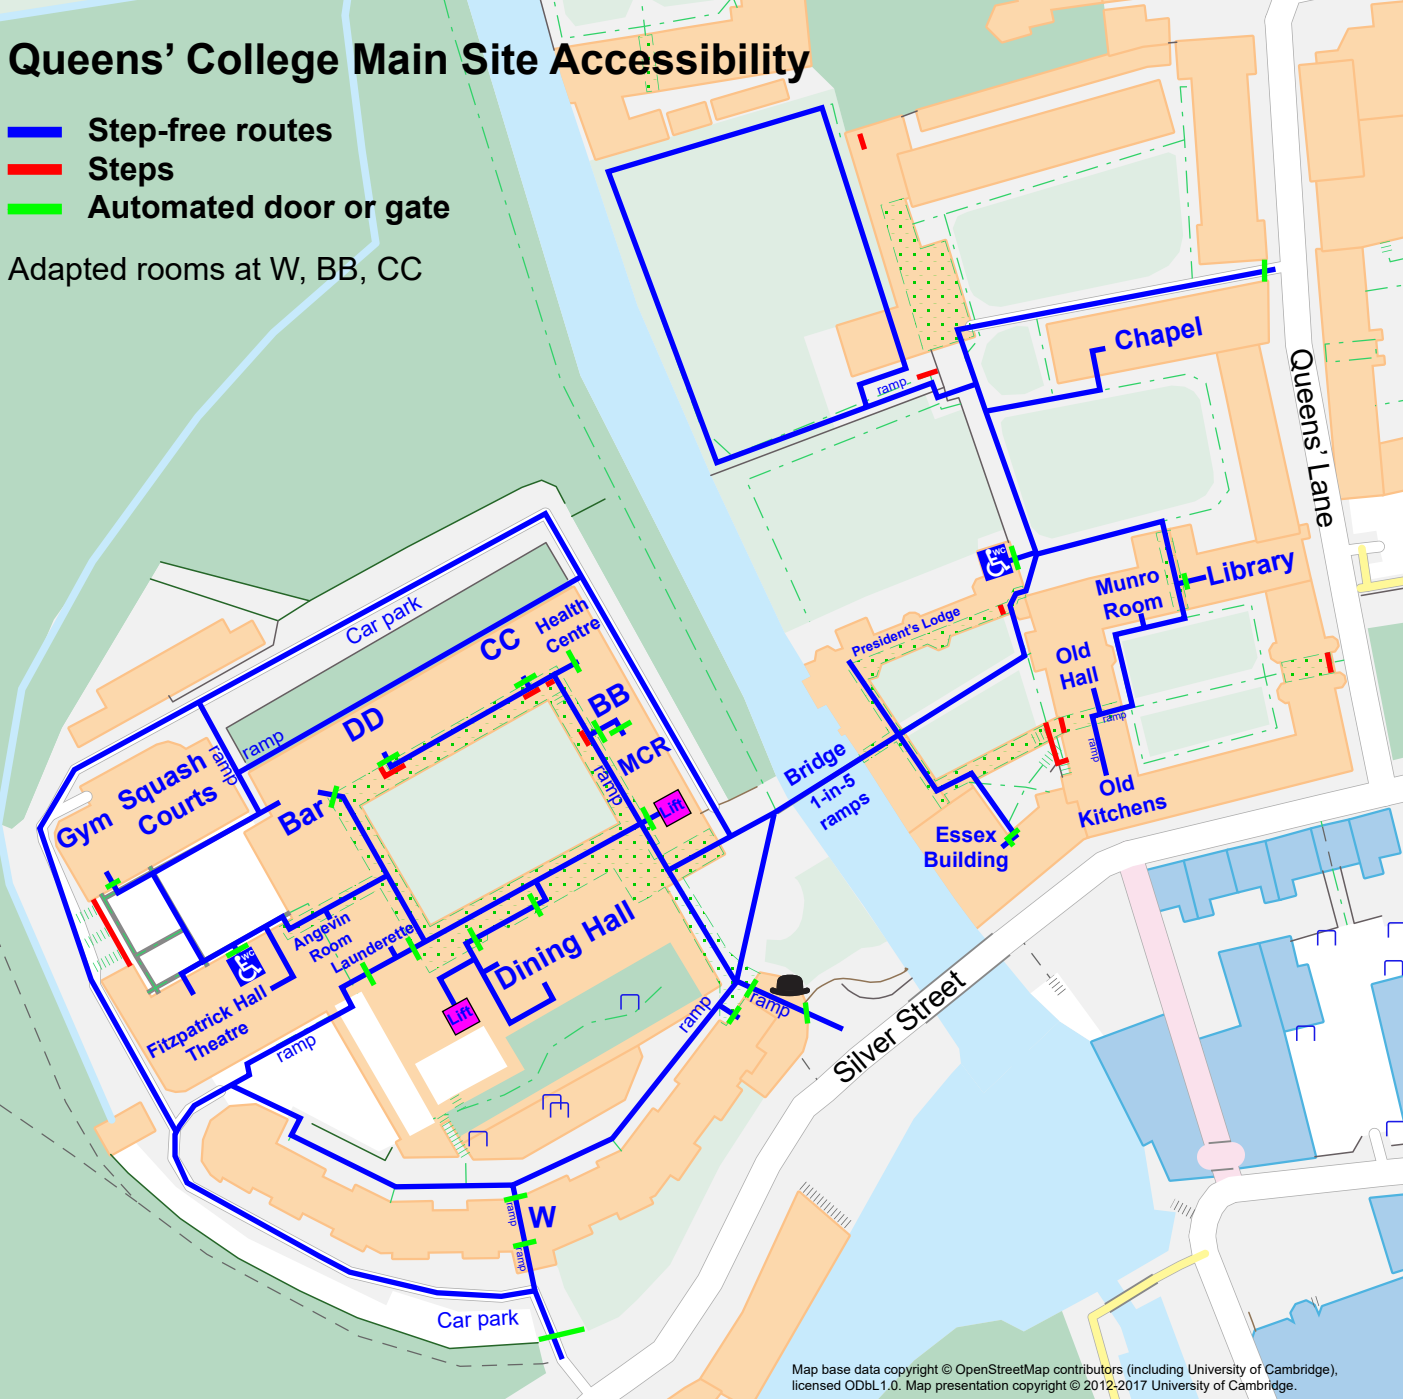 Queens’ College Main Site Accessibility
Step-free routes
Steps
Automated door or gate
Adapted rooms at W, BB, CC
ramp
Chapel
Queens’ Lane
WC
Munro
Room
Library
President’s Lodge
Old
Hall
ramp
ramp
Old
Kitchens
Essex
Building
Bridge
1-in-5
ramps
Car park
CC
Health
Centre
BB
MCR
DD
ramp
ramp
ramp
Lift
Squash
Courts
Gym
Bar
Angevin
Room
Launderette
WC
Fitzpatrick Hall
Theatre
ramp
Dining Hall
Lift
ramp
ramp
Silver Street
W
ramp
ramp
Car park
Map base data copyright © OpenStreetMap contributors (including University of Cambridge),
licensed ODbL1.0. Map presentation copyright © 2012-2017 University of Cambridge.